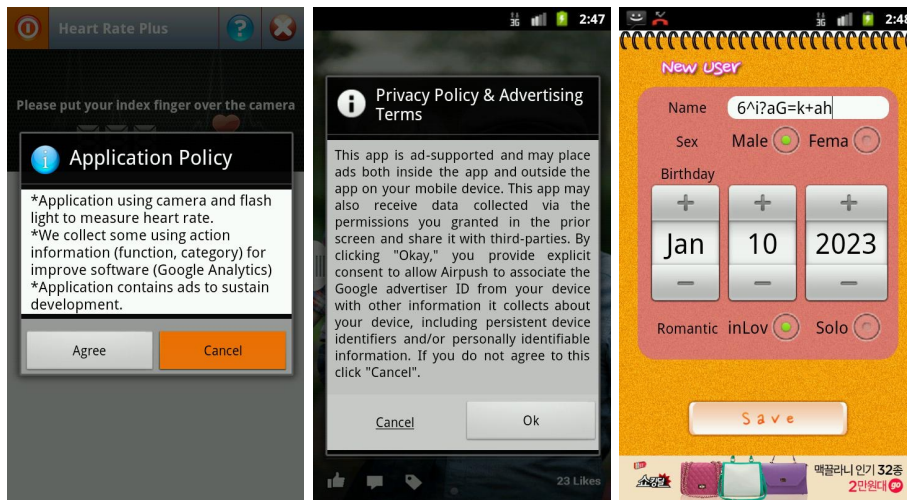 Heart Rate Plus
?
Please put your index finger over the camera
Application Policy
*Application using camera and flash
light to measure heart rate.
*We collect some using action
information (function, category) for
improve software (Google Analytics)
*Application contains ads to sustain
development.
Agree
Cancel
3G
2:47
Privacy Policy & Advertising
Terms
This app is ad-supported and may place
ads both inside the app and outside the
app on your mobile device. This app may
also receive data collected via the
permissions you granted in the prior
screen and share it with third-parties. By
clicking "Okay," you provide explicit
consent to allow Airpush to associate the
Google advertiser ID from your device
with other information it collects about
your device, including persistent device
identifiers and/or personally identifiable
information. If you do not agree to this
click "Cancel".
Cancel
Ok
23 Likes
3G
2:48
New User
Name
6^i?aG=k+ah
Sex
Male
Fema
Birthday
+
+
+
Jan
10
2023
−
−
−
Romantic
inLov
Solo
Save
맥끌라니 인기 32종
2만원대 go